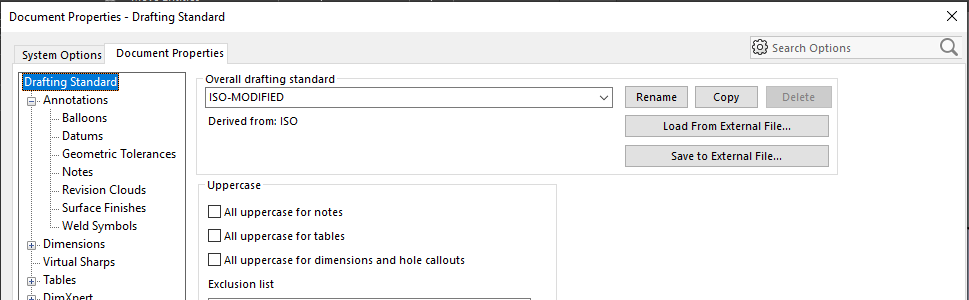 Document Properties - Drafting Standard
System Options
Document Properties
Search Options
Drafting Standard
Annotations
Balloons
Datums
Geometric Tolerances
Notes
Revision Clouds
Surface Finishes
Weld Symbols
Dimensions
Virtual Sharps
Tables
DimXpert
Overall drafting standard
ISO-MODIFIED
Rename
Copy
Delete
Derived from: ISO
Load From External File...
Save to External File...
Uppercase
All uppercase for notes
All uppercase for tables
All uppercase for dimensions and hole callouts
Exclusion list